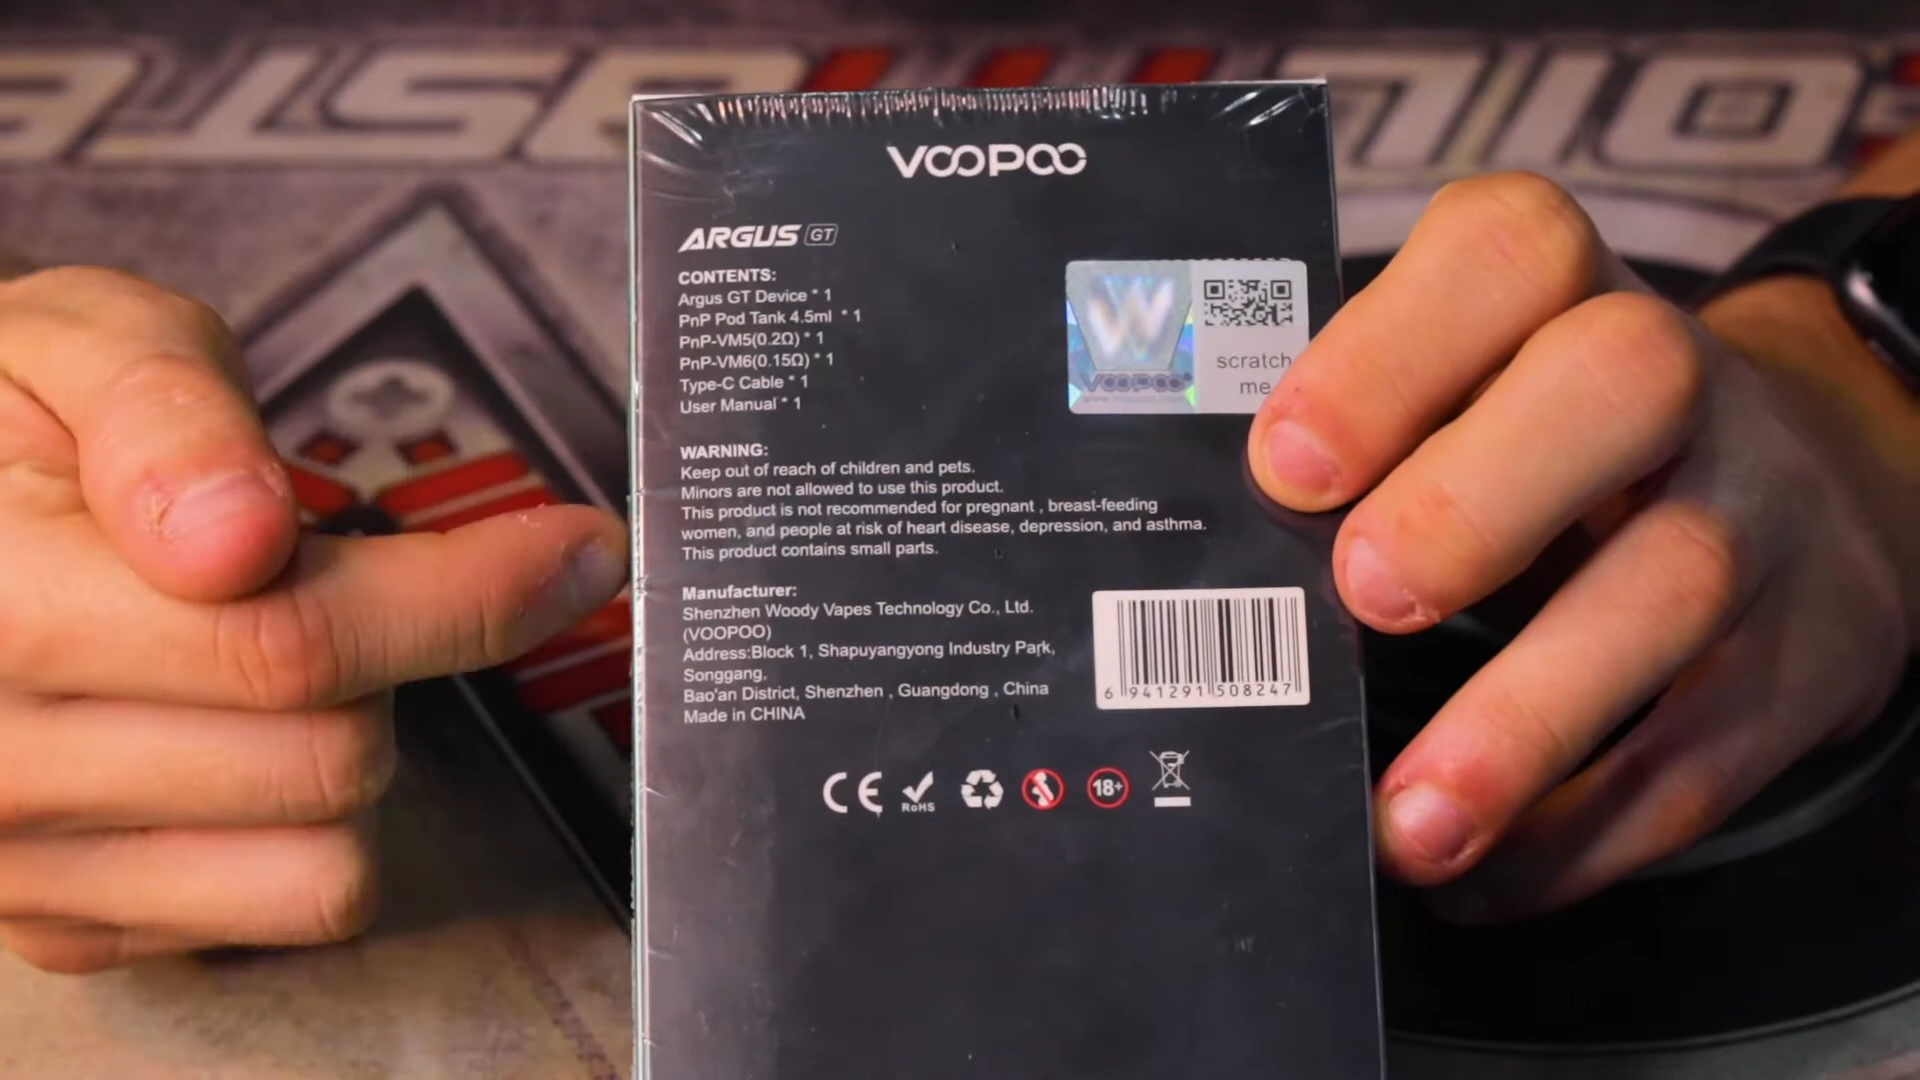 VOOPOO
ARGUS GT
CONTENTS:
Argus GT Device * 1
PnP Pod Tank 4.5ml * 1
PnP-VM5(0.2Ω) * 1
PnP-VM6(0.15Ω) * 1
Type-C Cable * 1
User Manual * 1
W
VOOPOO
scratch
me
WARNING:
Keep out of reach of children and pets.
Minors are not allowed to use this product.
This product is not recommended for pregnant , breast-feeding
women, and people at risk of heart disease, depression, and asthma.
This product contains small parts.
Manufacturer:
Shenzhen Woody Vapes Technology Co., Ltd.
(VOOPOO)
Address:Block 1, Shapuyangyong Industry Park,
Songgang,
Bao'an District, Shenzhen , Guangdong , China
Made in CHINA
6 941291 508247
CE
RoHS
18+